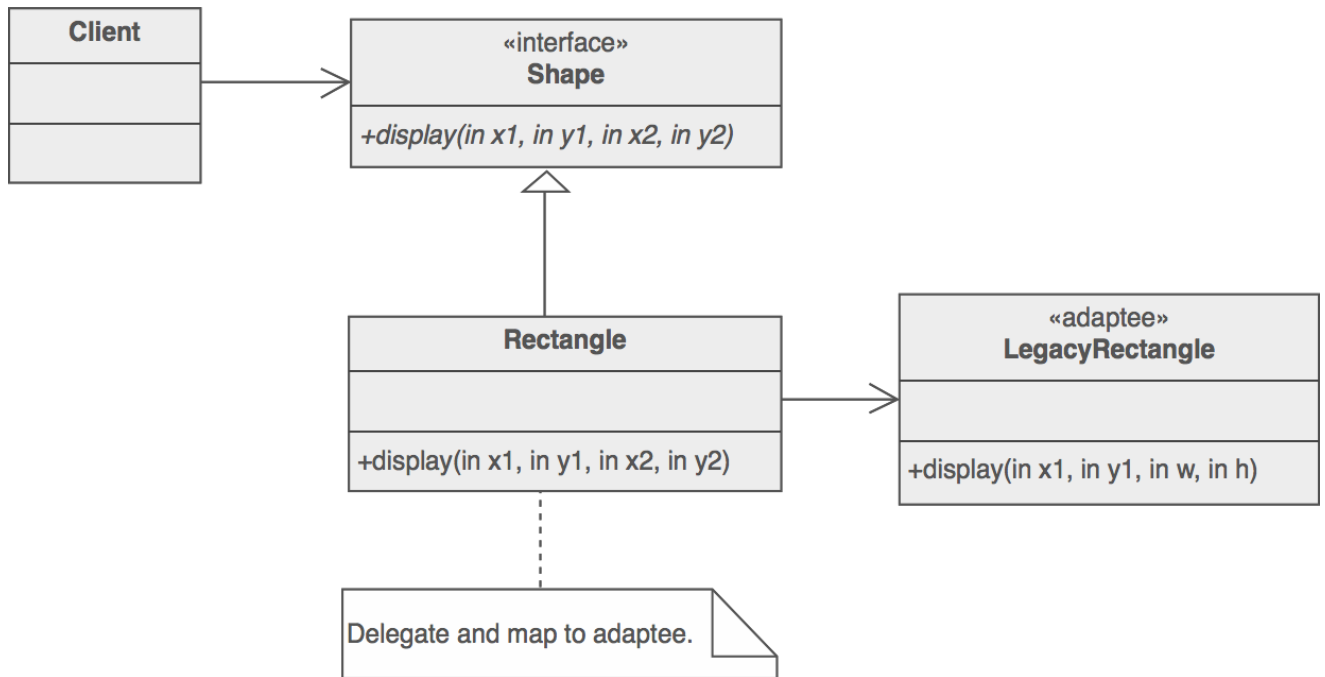 Client
«interface»
Shape
+display(in x1, in y1, in x2, in y2)
Rectangle
+display(in x1, in y1, in x2, in y2)
«adaptee»
LegacyRectangle
+display(in x1, in y1, in w, in h)
Delegate and map to adaptee.